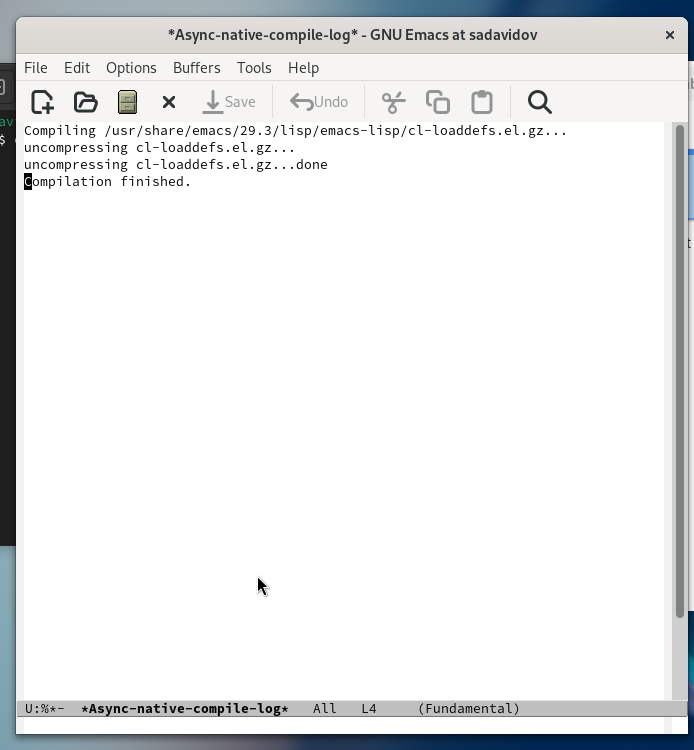 *Async-native-compile-log* - GNU Emacs at sadavidov
File Edit Options Buffers Tools Help
Save Undo
Compiling /usr/share/emacs/29.3/lisp/emacs-lisp/cl-loaddefs.el.gz...
uncompressing cl-loaddefs.el.gz...
uncompressing cl-loaddefs.el.gz...done
Compilation finished.
U:%*- *Async-native-compile-log* All L4 (Fundamental)